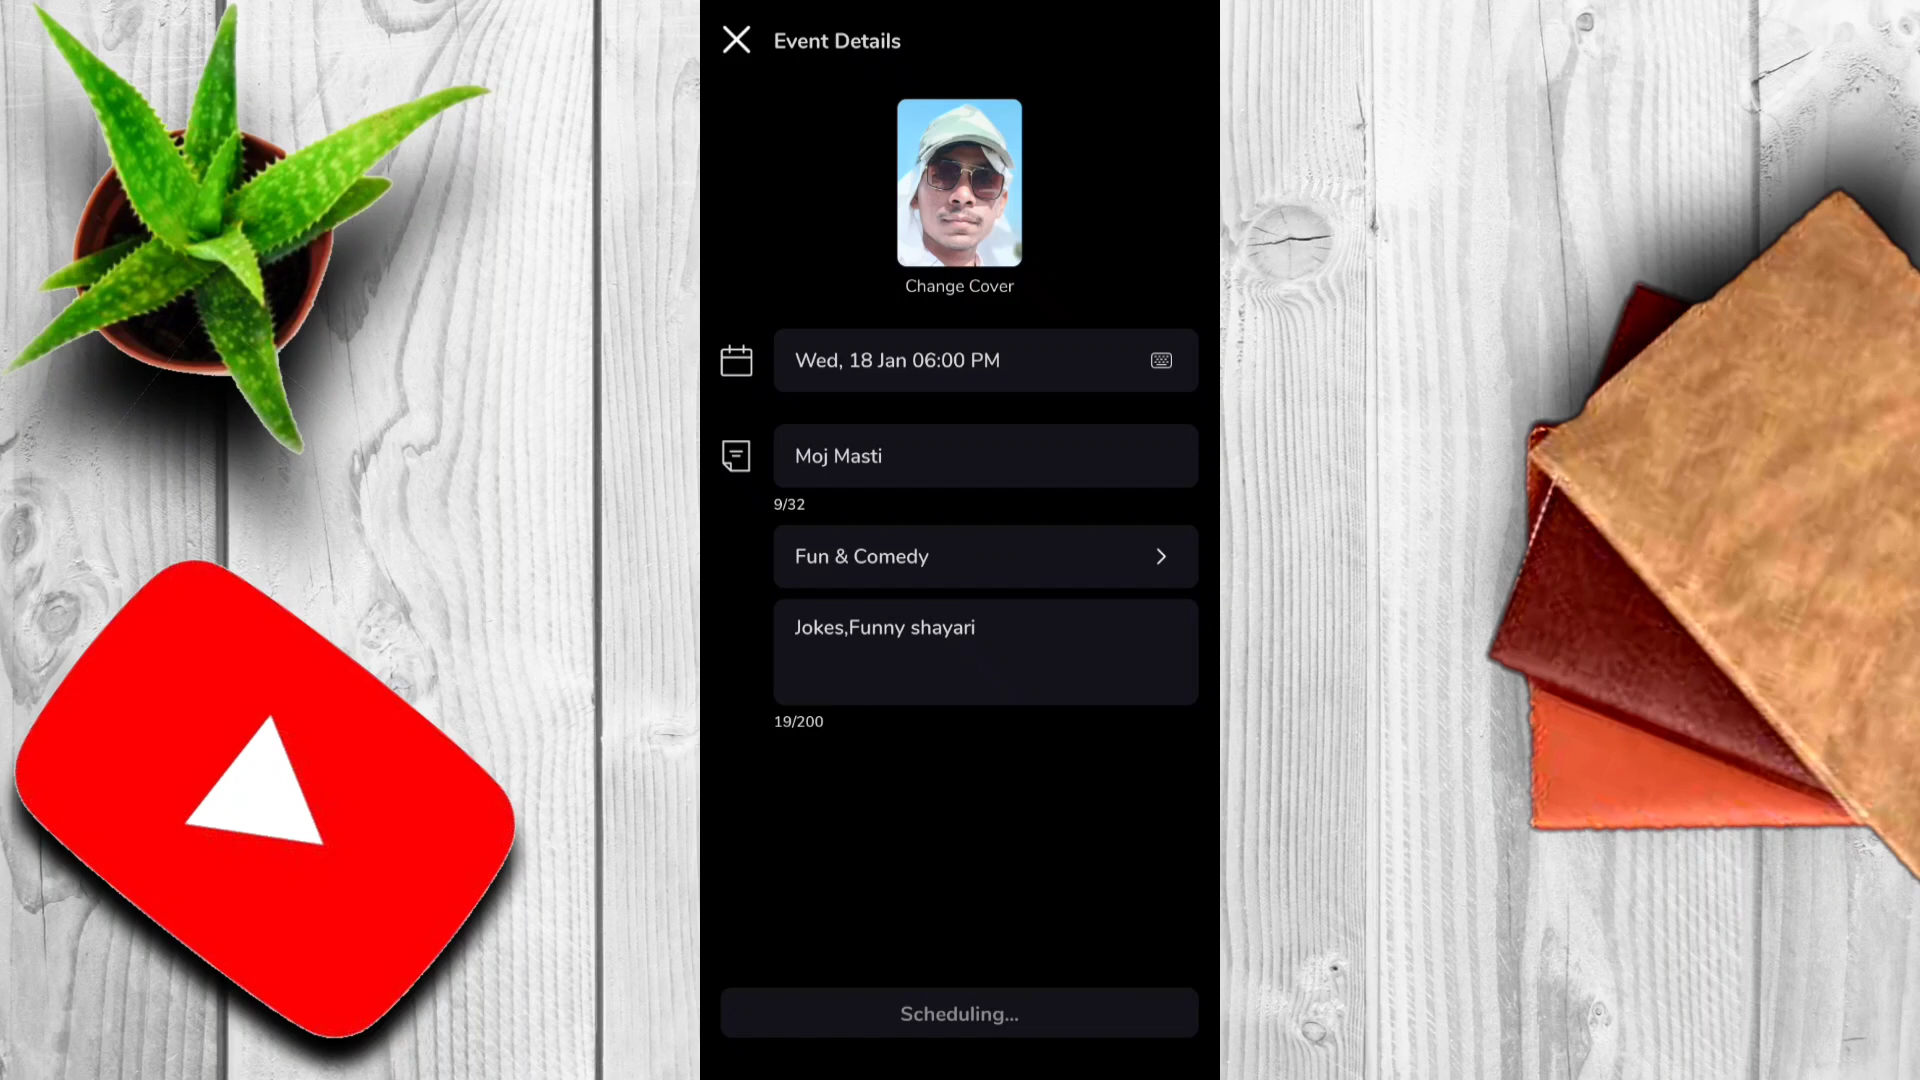 Event Details
Change Cover
Wed, 18 Jan 06:00 PM
Moj Masti
9/32
Fun & Comedy
Jokes,Funny shayari
19/200
Scheduling...